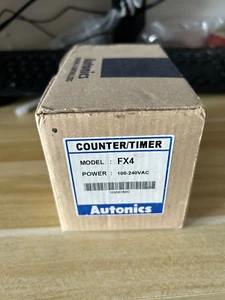 Autonics
COUNTER/TIMER
MODEL : FX4
POWER : 100-240VAC
Autonics